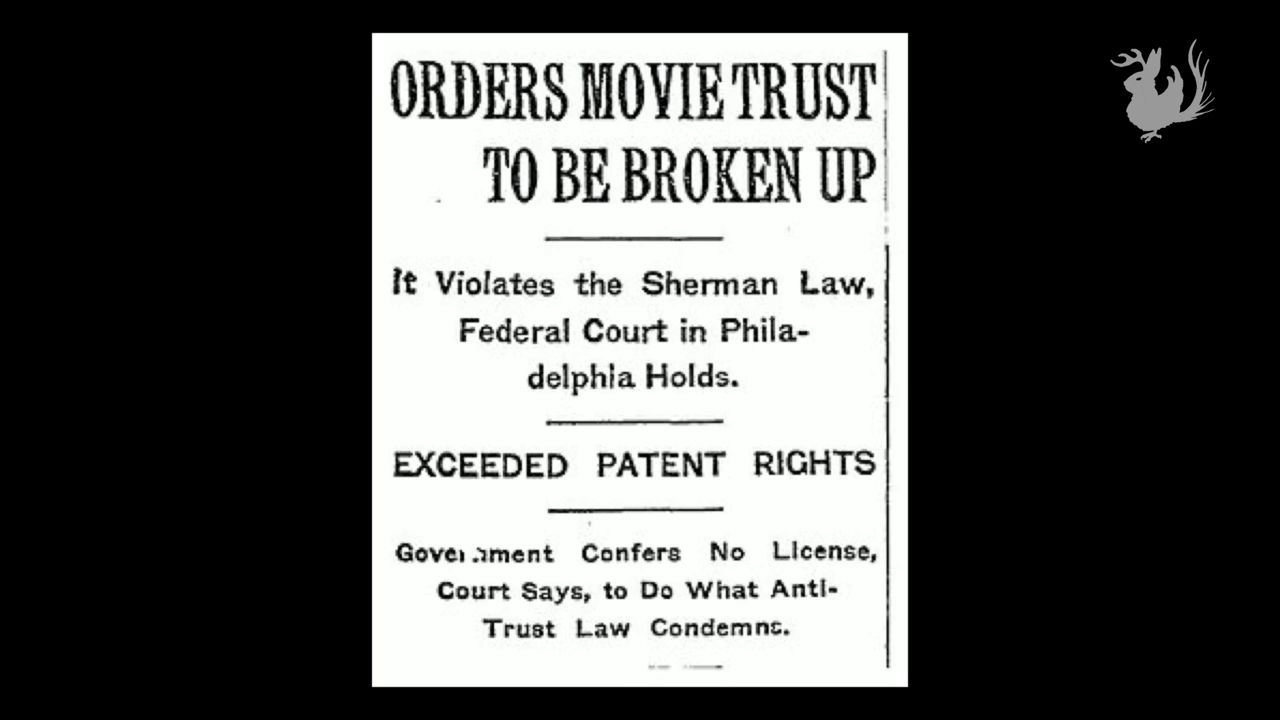 ORDERS MOVIE TRUST
TO BE BROKEN UP
It Violates the Sherman Law,
Federal Court in Phila-
delphia Holds.
EXCEEDED PATENT RIGHTS
Government Confers No License,
Court Says, to Do What Anti-
Trust Law Condemns.